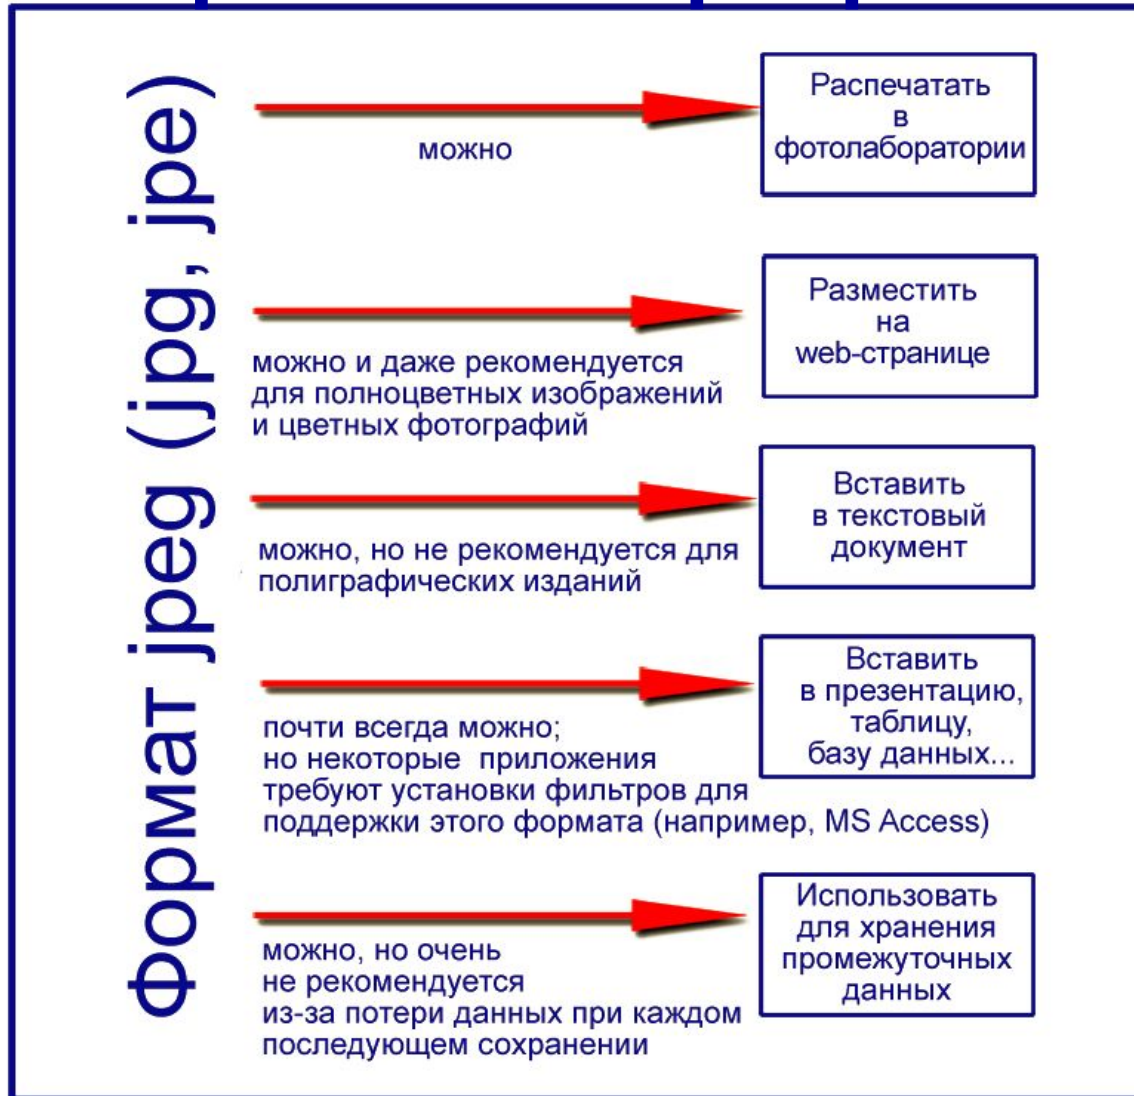 Формат jpeg (jpg, jpe)
можно
Распечатать
в
фотолаборатории
можно и даже рекомендуется
для полноцветных изображений
и цветных фотографий
Разместить
на
web-странице
можно, но не рекомендуется для
полиграфических изданий
Вставить
в текстовый
документ
почти всегда можно;
но некоторые приложения
требуют установки фильтров для
поддержки этого формата (например, MS Access)
Вставить
в презентацию,
таблицу,
базу данных...
можно, но очень
не рекомендуется
из-за потери данных при каждом
последующем сохранении
Использовать
для хранения
промежуточных
данных